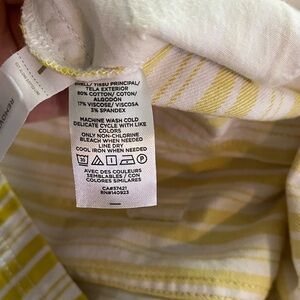 SHELL/ TISSU PRINCIPAL/
TELA EXTERIOR
80% COTTON/ COTON/
ALGODÓN
17% VISCOSE/ VISCOSA
3% SPANDEX
MACHINE WASH COLD
DELICATE CYCLE WITH LIKE
COLORS
ONLY NON-CHLORINE
BLEACH WHEN NEEDED
LINE DRY
COOL IRON WHEN NEEDED
AVEC DES COULEURS
SEMBLABLES / CON
COLORES SIMILARES
CA#57421
RN#140923